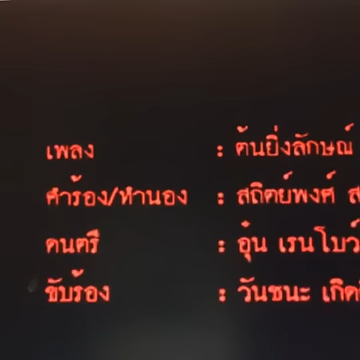 เพลง : ต้นยิ่งลักษณ์
คำร้อง/ทำนอง : สถิตย์พงศ์
ดนตรี : อุ๋น เรนโบว์
ขับร้อง : วันชนะ เกิด